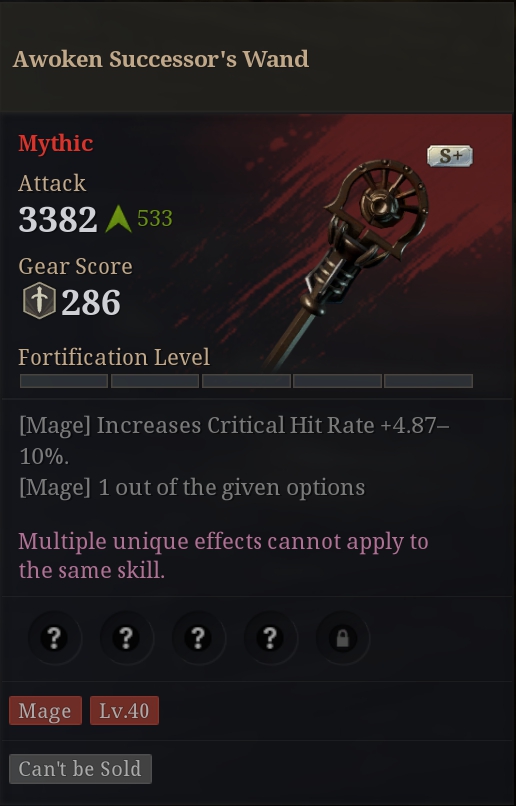 Awoken Successor's Wand
Mythic
S+
Attack
3382 533
Gear Score
286
Fortification Level
[Mage] Increases Critical Hit Rate +4.87–
10%.
[Mage] 1 out of the given options
Multiple unique effects cannot apply to
the same skill.
? ? ? ?
Mage Lv.40
Can't be Sold